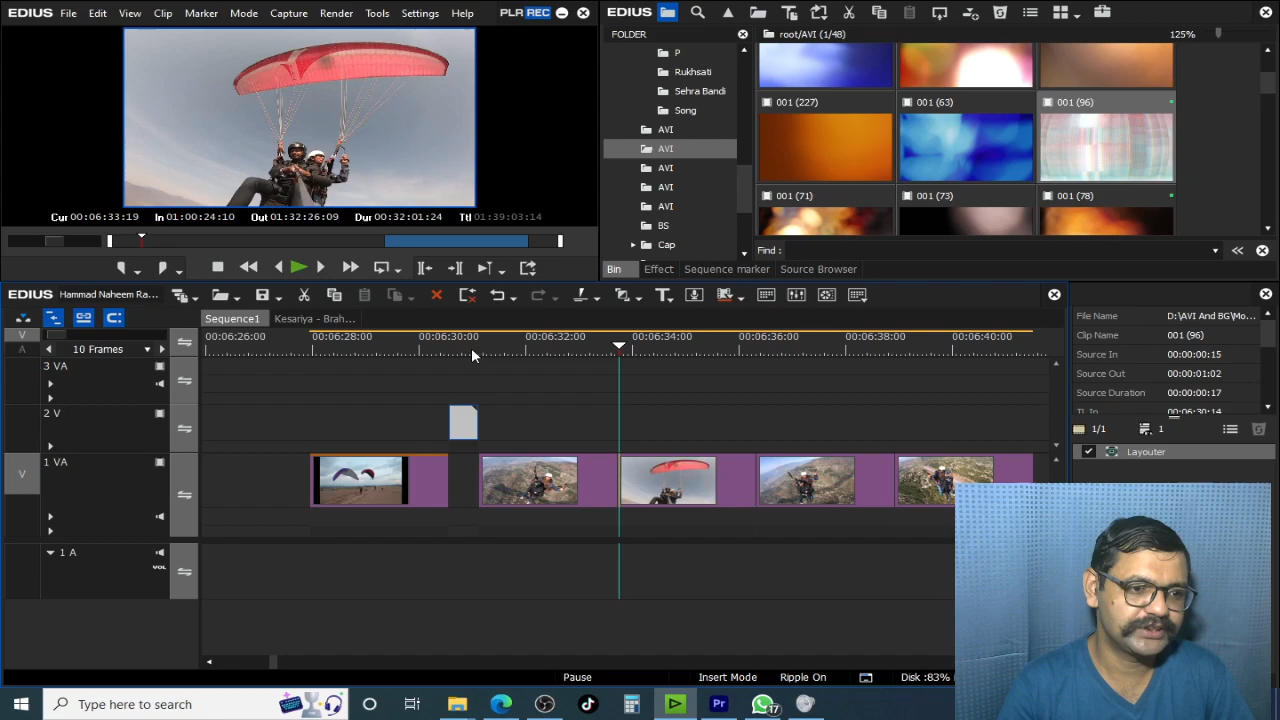 EDIUS File Edit View Clip Marker Mode Capture Render Tools Settings Help PLR REC
Cur 00:06:33:19 In 01:00:24:10 Out 01:32:26:09 Dur 00:32:01:24 Ttl 01:39:03:14
EDIUS
FOLDER
root/AVI (1/48) 125%
P
Rukhsati
Sehra Bandi
Song
AVI
AVI
AVI
AVI
AVI
BS
Cap
001 (227) 001 (63) 001 (96)
001 (71) 001 (73) 001 (78)
Find :
Bin Effect Sequence marker Source Browser
EDIUS Hammad Naheem Ra...
Sequence1 Kesariya - Brah...
V
A 10 Frames
00:06:26:00 00:06:28:00 00:06:30:00 00:06:32:00 00:06:34:00 00:06:36:00 00:06:38:00 00:06:40:00
3 VA
2 V
V 1 VA
1 A
VOL
File Name D:\AVI And BG\Mo...
Clip Name 001 (96)
Source In 00:00:00:15
Source Out 00:00:01:02
Source Duration 00:00:00:17
TL In 00:06:30:14
1/1 1
Layouter
Pause Insert Mode Ripple On Disk :83%
Type here to search
Pr
17